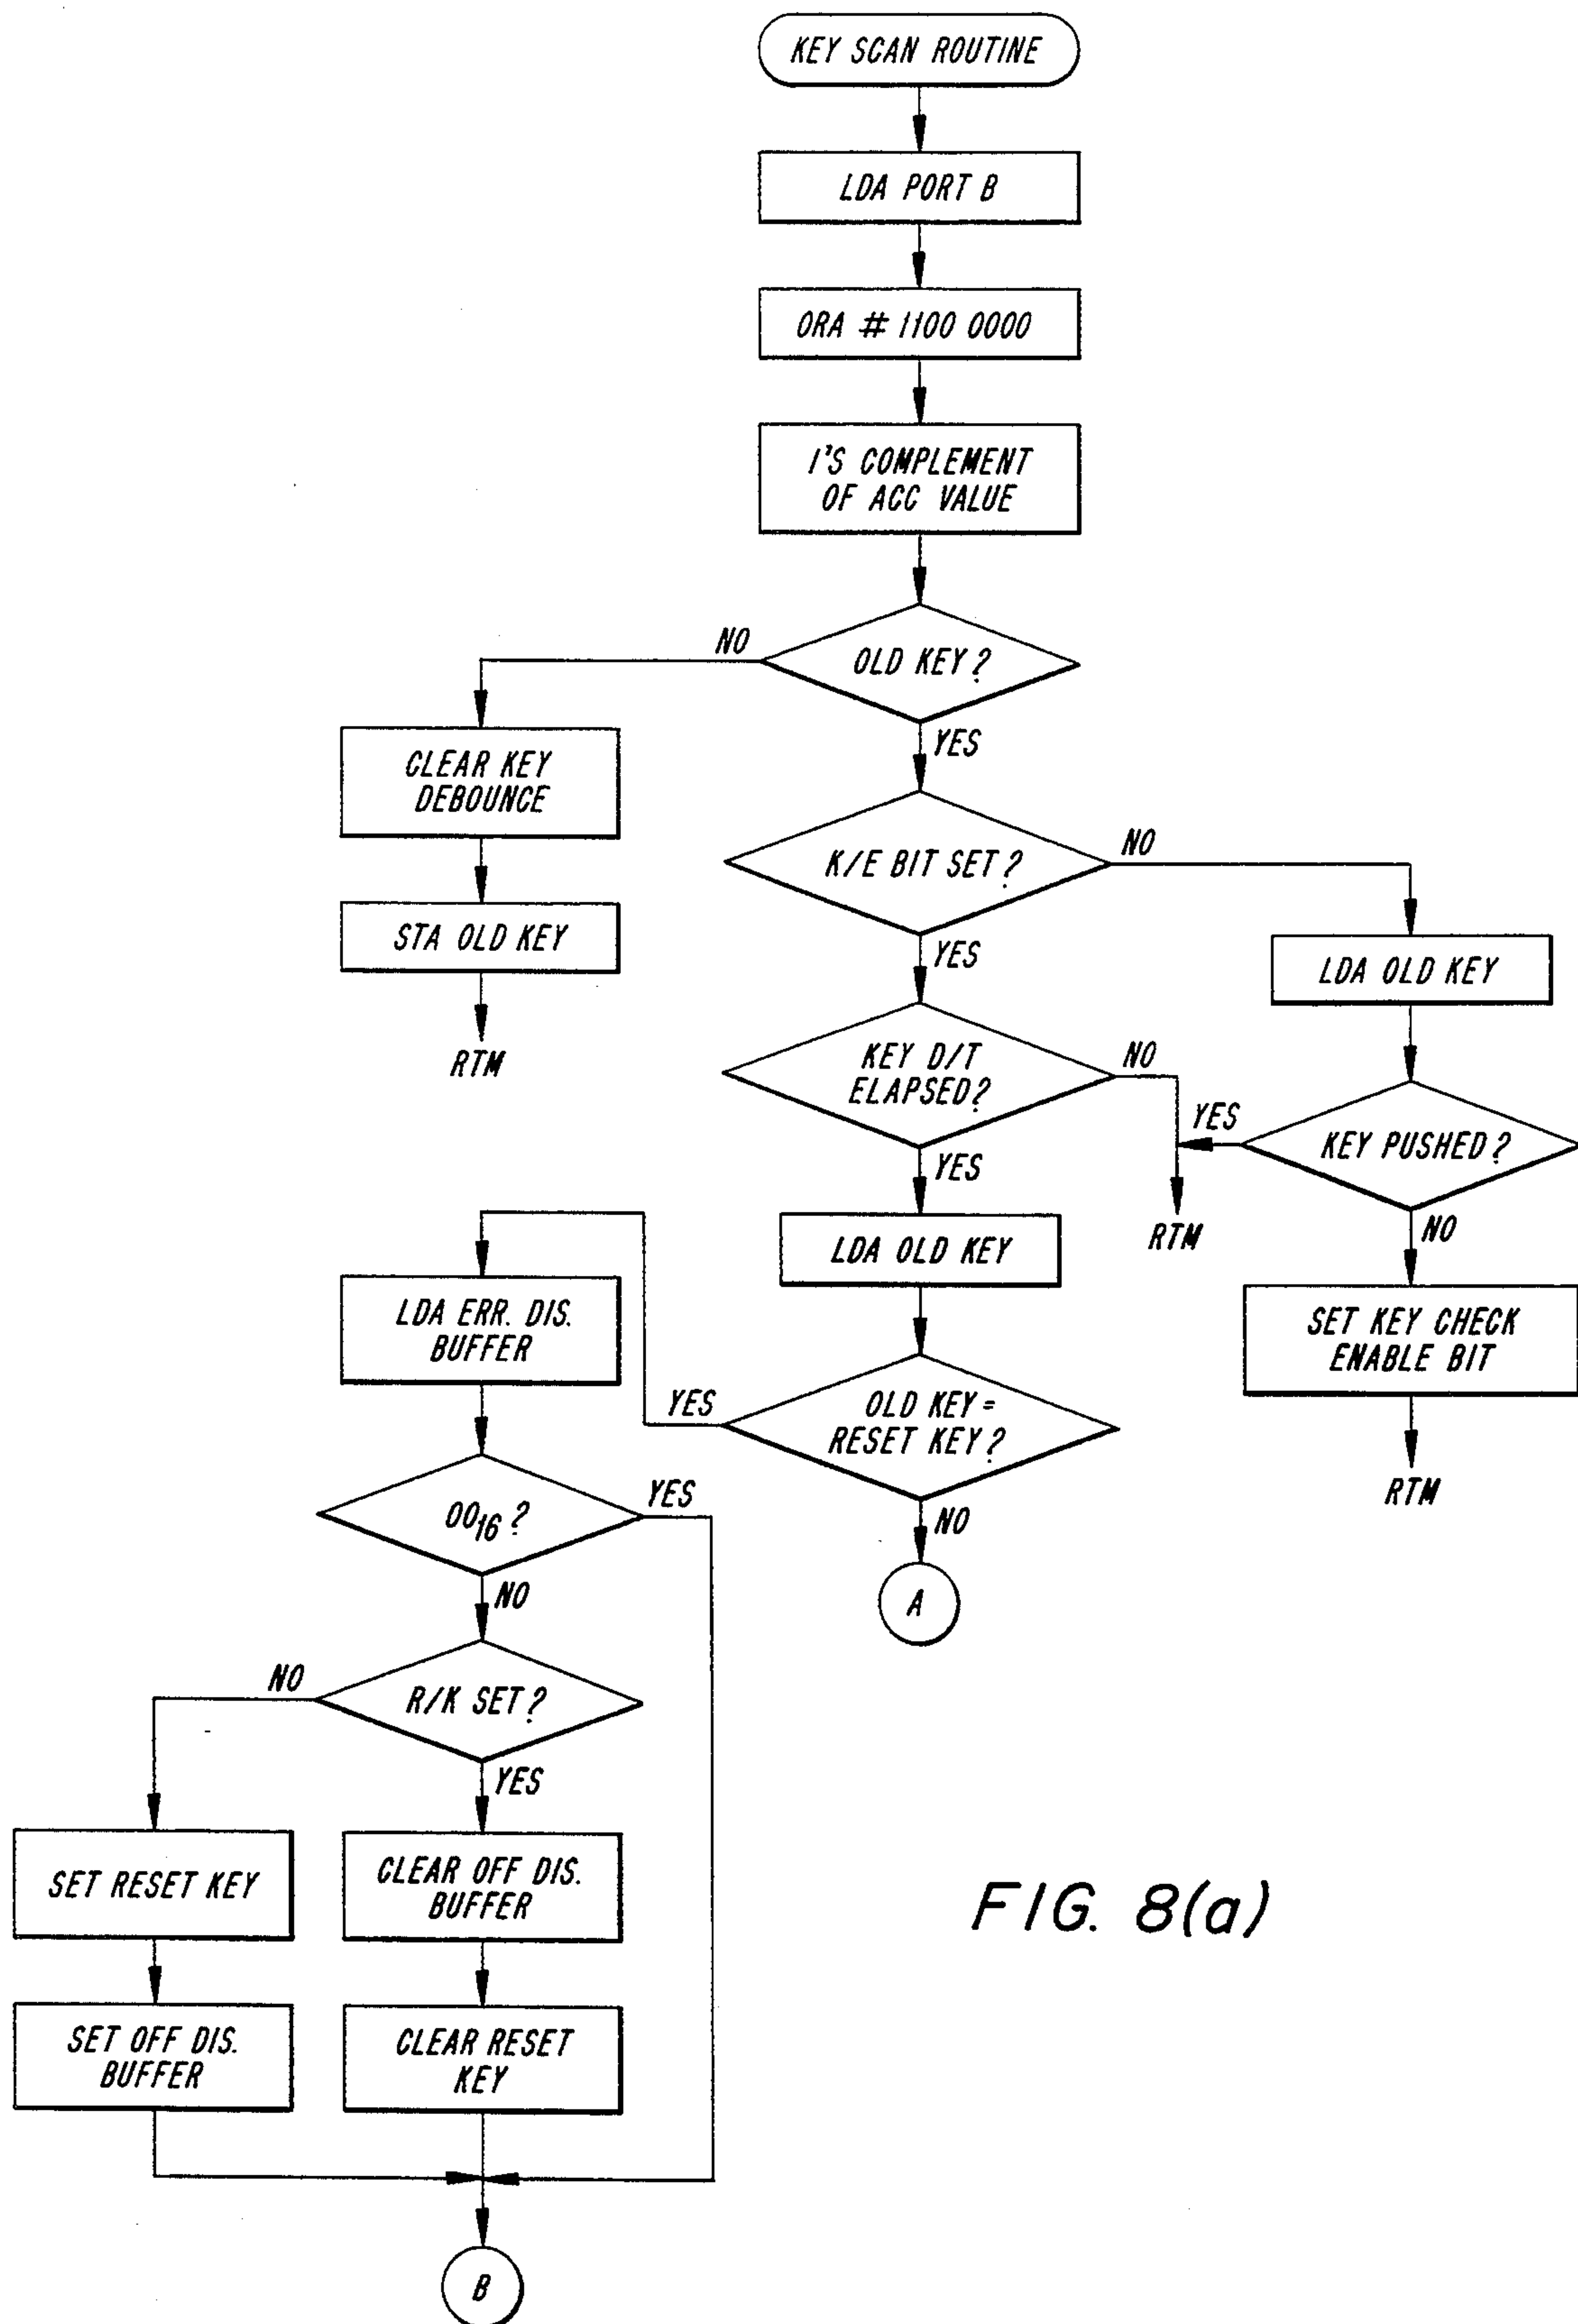 KEY SCAN ROUTINE
LDA PORT B
ORA # 1100 0000
1'S COMPLEMENT
OF ACC VALUE
OLD KEY?
NO
YES
CLEAR KEY
DEBOUNCE
STA OLD KEY
RTM
K/E BIT SET?
NO
YES
LDA OLD KEY
KEY D/T
ELAPSED?
NO
YES
KEY PUSHED?
YES
NO
RTM
SET KEY CHECK
ENABLE BIT
RTM
LDA OLD KEY
OLD KEY =
RESET KEY?
YES
NO
A
LDA ERR. DIS.
BUFFER
00₁₆?
YES
NO
R/K SET?
NO
YES
SET RESET KEY
SET OFF DIS.
BUFFER
CLEAR OFF DIS.
BUFFER
CLEAR RESET
KEY
B
FIG. 8(a)